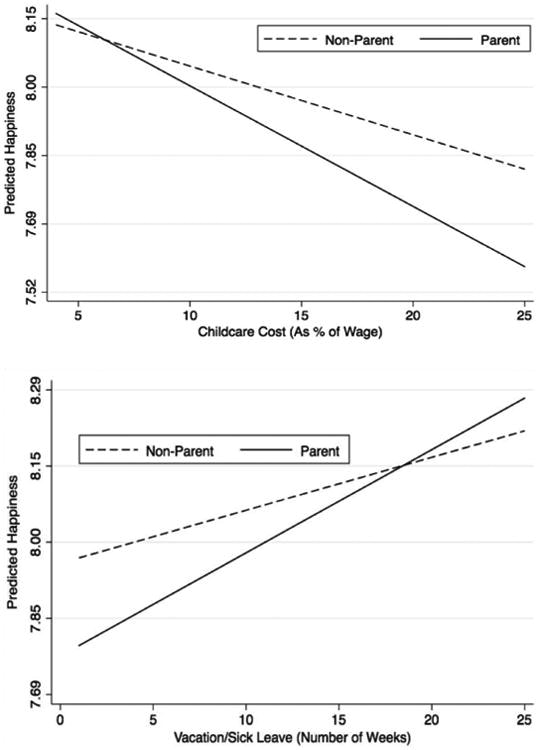 8.15
Non-Parent Parent
8.00
7.85
7.69
7.52
Predicted Happiness
5 10 15 20 25
Childcare Cost (As % of Wage)
8.29
Non-Parent Parent
8.15
8.00
7.85
7.69
Predicted Happiness
0 5 10 15 20 25
Vacation/Sick Leave (Number of Weeks)